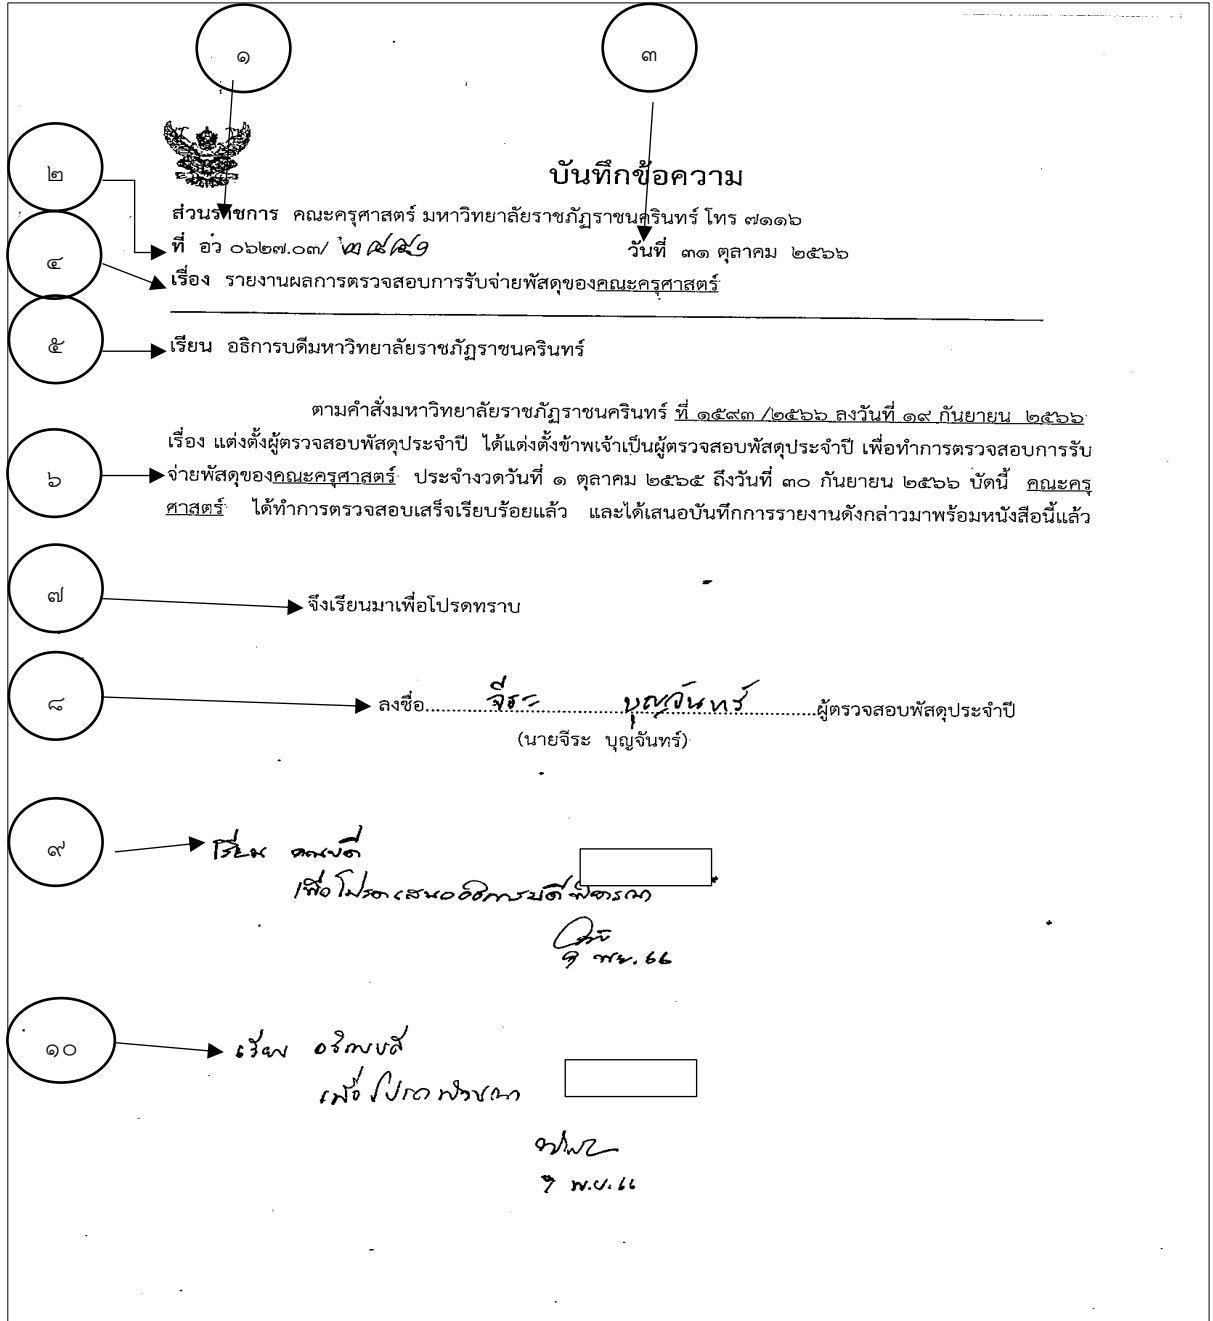 ๑ ๓
๒
บันทึกข้อความ
ส่วนราชการ คณะครุศาสตร์ มหาวิทยาลัยราชภัฏราชนครินทร์ โทร ๗๑๑๖
ที่ อว ๐๖๒๗.๐๓/ วันที่ ๓๑ ตุลาคม ๒๕๖๖
๔
เรื่อง รายงานผลการตรวจสอบการรับจ่ายพัสดุของคณะครุศาสตร์
๕
เรียน อธิการบดีมหาวิทยาลัยราชภัฏราชนครินทร์
ตามคำสั่งมหาวิทยาลัยราชภัฏราชนครินทร์ ที่ ๑๕๙๓ /๒๕๖๖ ลงวันที่ ๑๙ กันยายน ๒๕๖๖
เรื่อง แต่งตั้งผู้ตรวจสอบพัสดุประจำปี ได้แต่งตั้งข้าพเจ้าเป็นผู้ตรวจสอบพัสดุประจำปี เพื่อทำการตรวจสอบการรับ
๖
จ่ายพัสดุของคณะครุศาสตร์ ประจำงวดวันที่ ๑ ตุลาคม ๒๕๖๕ ถึงวันที่ ๓๐ กันยายน ๒๕๖๖ บัดนี้ คณะครุ
ศาสตร์ ได้ทำการตรวจสอบเสร็จเรียบร้อยแล้ว และได้เสนอบันทึกการรายงานดังกล่าวมาพร้อมหนังสือนี้แล้ว
๗
จึงเรียนมาเพื่อโปรดทราบ
๘
ลงชื่อ จีระ บุญจันทร์ ผู้ตรวจสอบพัสดุประจำปี
(นายจีระ บุญจันทร์)
๙
เรียน คณบดี
เพื่อโปรดเสนออธิการบดีพิจารณา
๑ พย. 66
๑๐
เรียน อธิการบดี
เพื่อโปรดพิจารณา
พ.ย. 66